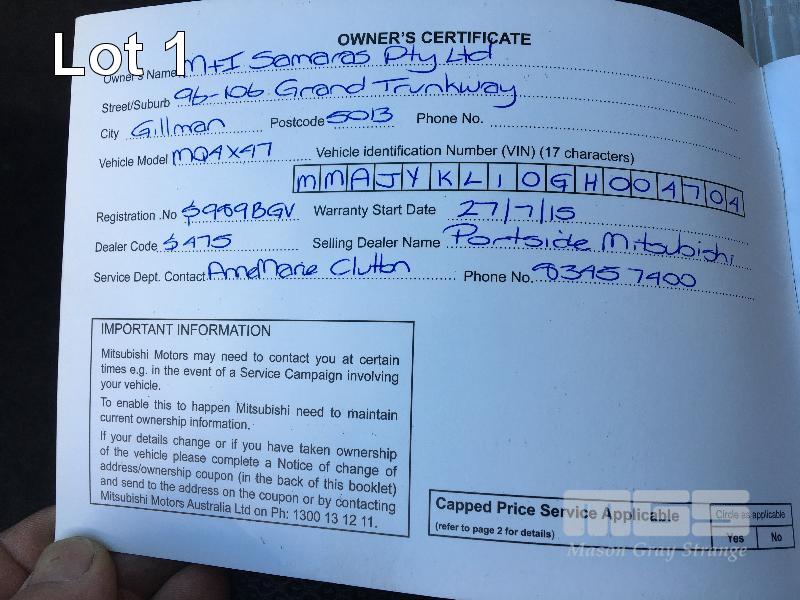 Lot 1
OWNER'S CERTIFICATE
Owner's Name M+I Samaras Pty Ltd
Street/Suburb 96-106 Grand Trunkway
City Gillman Postcode 5013 Phone No.
Vehicle Model MQ4X47 Vehicle identification Number (VIN) (17 characters)
MMAJYKL10GH004704
Registration .No S989BGV Warranty Start Date 27/7/15
Dealer Code S475 Selling Dealer Name Portside Mitsubishi
Service Dept. Contact AnneMarie Clutton Phone No. 8345 7400
IMPORTANT INFORMATION
Mitsubishi Motors may need to contact you at certain
times e.g. in the event of a Service Campaign involving
your vehicle.
To enable this to happen Mitsubishi need to maintain
current ownership information.
If your details change or if you have taken ownership
of the vehicle please complete a Notice of change of
address/ownership coupon (in the back of this booklet)
and send to the address on the coupon or by contacting
Mitsubishi Motors Australia Ltd on Ph: 1300 13 12 11.
Capped Price Service Applicable
(refer to page 2 for details)
Circle as applicable
Yes No
MGS
Mason Gray Strange